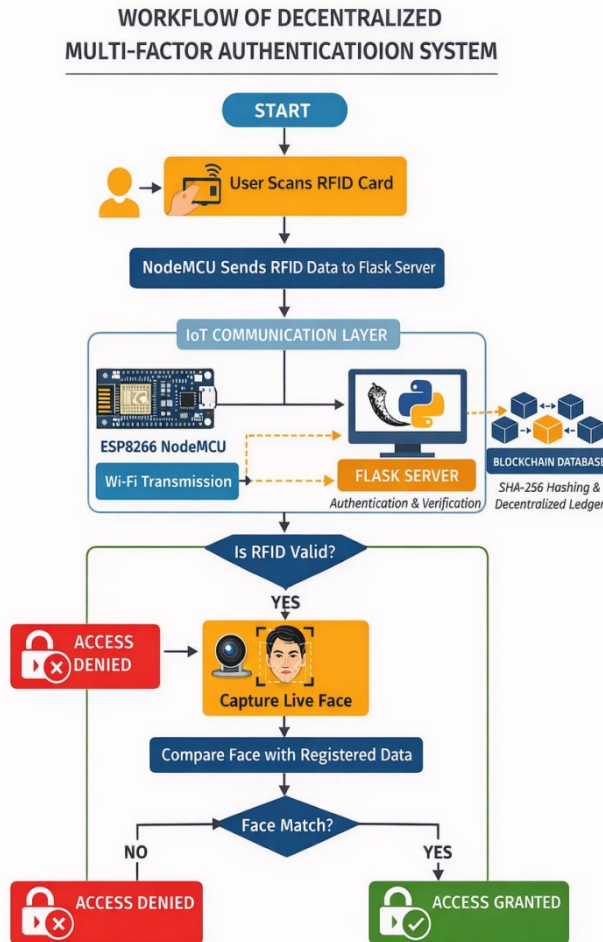 WORKFLOW OF DECENTRALIZED
MULTI-FACTOR AUTHENTICATIOION SYSTEM
START
User Scans RFID Card
NodeMCU Sends RFID Data to Flask Server
IoT COMMUNICATION LAYER
ESP8266 NodeMCU
Wi-Fi Transmission
FLASK SERVER
Authentication & Verification
BLOCKCHAIN DATABASE
SHA-256 Hashing &
Decentralized Ledger
Is RFID Valid?
YES
ACCESS
DENIED
Capture Live Face
Compare Face with Registered Data
Face Match?
NO
YES
ACCESS DENIED
ACCESS GRANTED